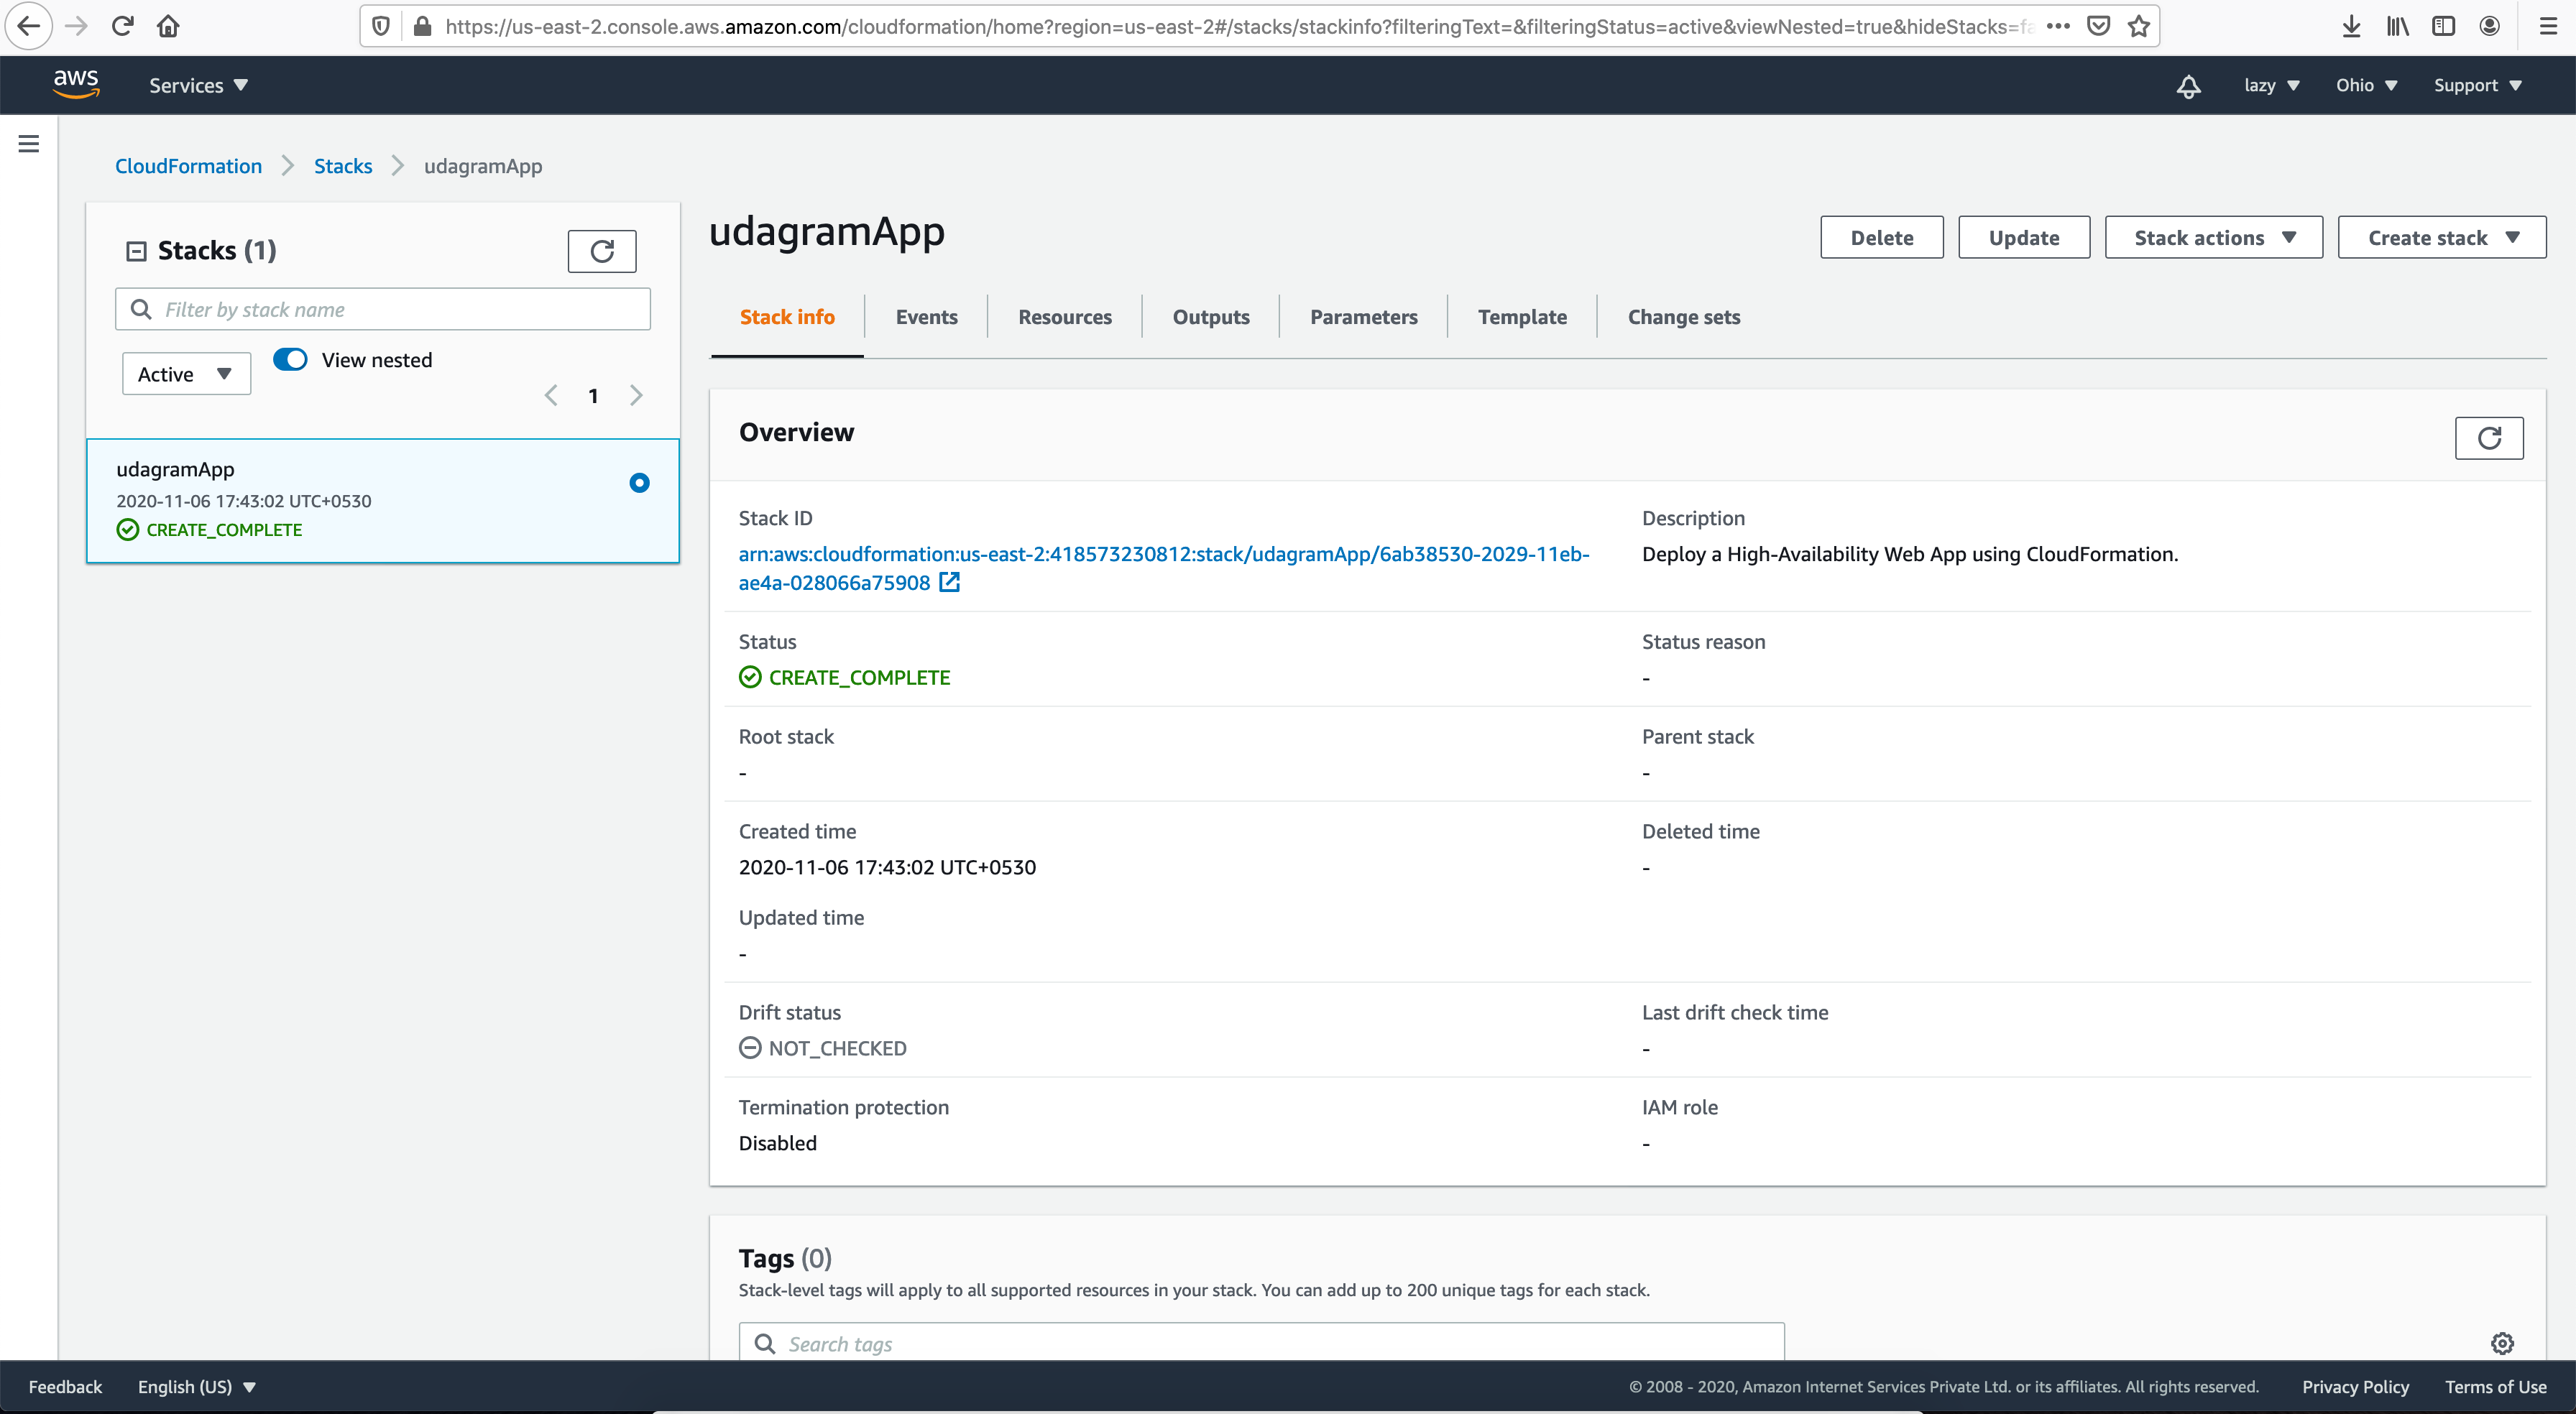 https://us-east-2.console.aws.amazon.com/cloudformation/home?region=us-east-2#/stacks/stackinfo?filteringText=&filteringStatus=active&viewNested=true&hideStacks=fa
aws Services lazy Ohio Support
CloudFormation Stacks udagramApp
Stacks (1)
Filter by stack name
Active View nested
1
udagramApp
2020-11-06 17:43:02 UTC+0530
CREATE_COMPLETE
udagramApp
Delete Update Stack actions Create stack
Stack info Events Resources Outputs Parameters Template Change sets
Overview
Stack ID
arn:aws:cloudformation:us-east-2:418573230812:stack/udagramApp/6ab38530-2029-11eb-
ae4a-028066a75908
Description
Deploy a High-Availability Web App using CloudFormation.
Status
CREATE_COMPLETE
Status reason
-
Root stack
-
Parent stack
-
Created time
2020-11-06 17:43:02 UTC+0530
Deleted time
-
Updated time
-
Drift status
NOT_CHECKED
Last drift check time
-
Termination protection
Disabled
IAM role
-
Tags (0)
Stack-level tags will apply to all supported resources in your stack. You can add up to 200 unique tags for each stack.
Search tags
Feedback English (US) © 2008 - 2020, Amazon Internet Services Private Ltd. or its affiliates. All rights reserved. Privacy Policy Terms of Use